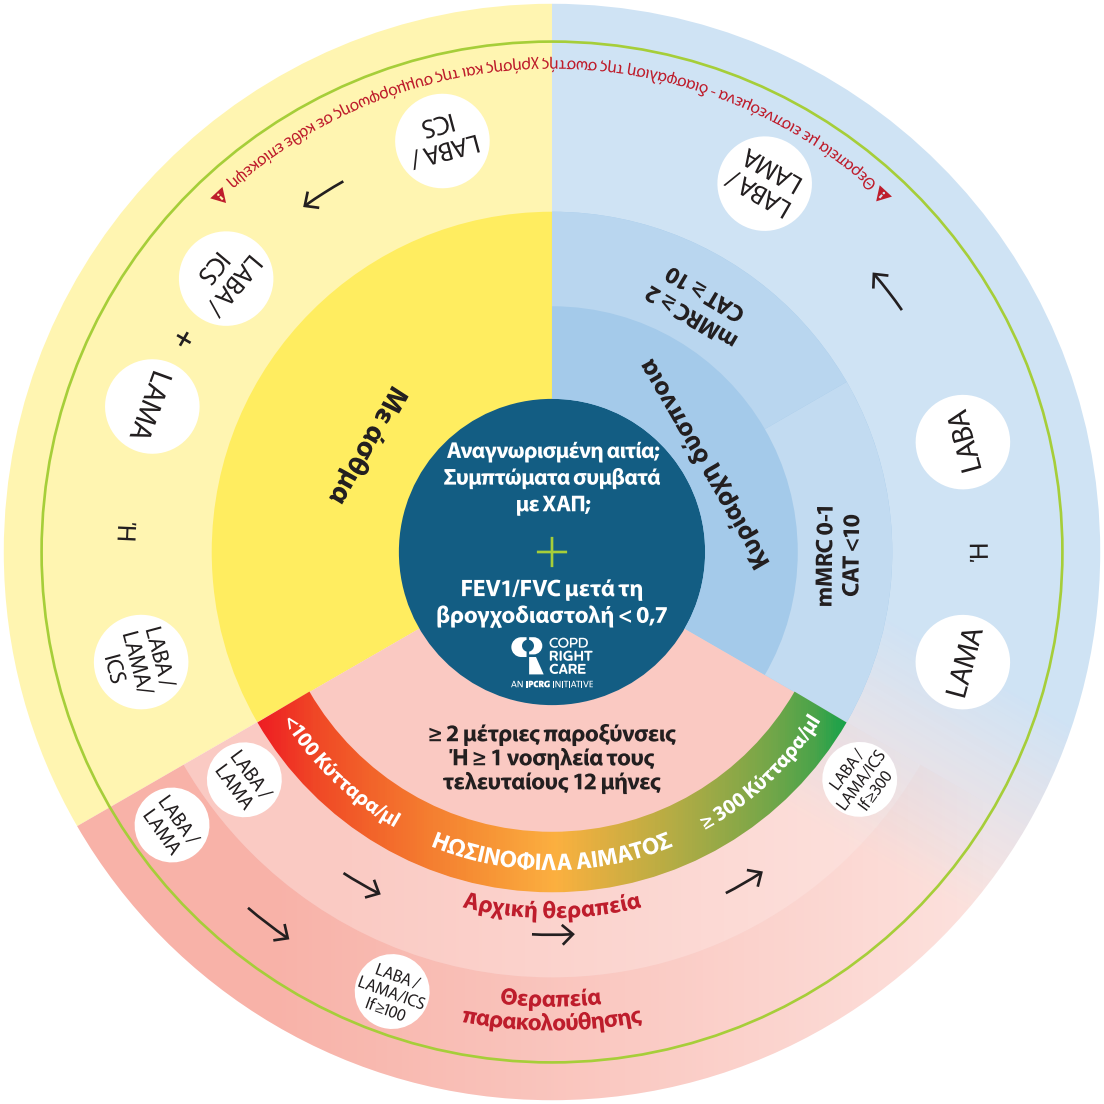 Αναγνωρισμένη αιτία;
Συμπτώματα συμβατά
με ΧΑΠ;
+
FEV1/FVC μετά τη
βρογχοδιαστολή < 0,7
COPD
RIGHT
CARE
AN IPCRG INITIATIVE
Θεραπεία με εισπνεόμενα - διασφάλιση της σωστής χρήσης και της συμμόρφωσης σε κάθε επίσκεψη
Κυρίαρχη δύσπνοια
mMRC ≥ 2
CAT ≥ 10
LABA/
LAMA
mMRC 0-1
CAT <10
LABA
Ή.
LAMA
≥ 2 μέτριες παροξύνσεις
Ή ≥ 1 νοσηλεία τους
τελευταίους 12 μήνες
<100 Κύτταρα/μl
ΗΩΣΙΝΟΦΙΛΑ ΑΙΜΑΤΟΣ
≥ 300 Κύτταρα/μl
Αρχική θεραπεία
LABA/
LAMA
LABA/
LAMA/ICS
If≥300
Θεραπεία
παρακολούθησης
LABA/
LAMA
LABA/
LAMA/ICS
If≥100
Με άσθμα
LABA/
ICS
LABA/
ICS
+
LAMA
Ή
LABA/
LAMA/
ICS